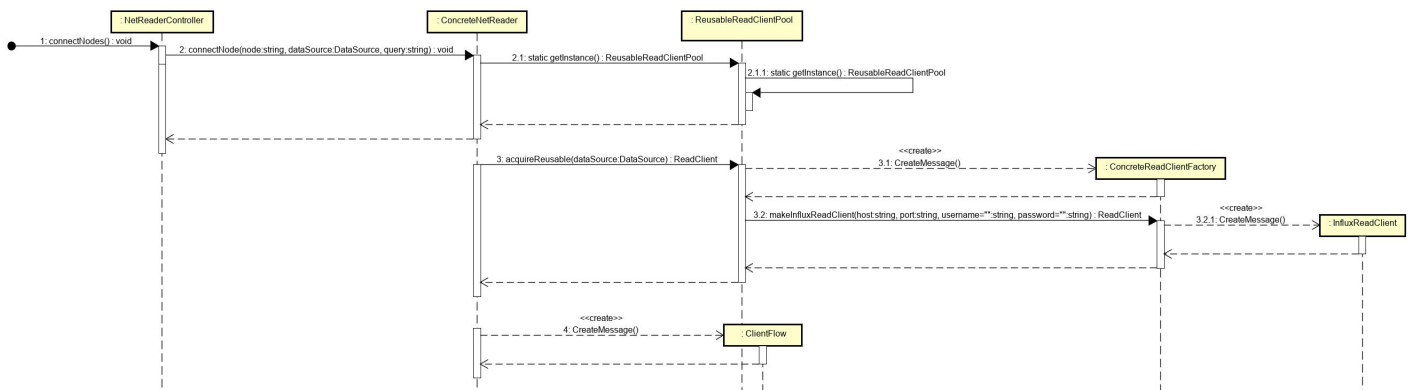 : NetReaderController
: ConcreteNetReader
: ReusableReadClientPool
1: connectNodes() : void
2: connectNode(node:string, dataSource:DataSource, query:string) : void
2.1: static getInstance() : ReusableReadClientPool
2.1.1: static getInstance() : ReusableReadClientPool
3: acquireReusable(dataSource:DataSource) : ReadClient
<<create>>
3.1: CreateMessage()
: ConcreteReadClientFactory
3.2: makeInfluxReadClient(host:string, port:string, username="":string, password="":string) : ReadClient
<<create>>
3.2.1: CreateMessage()
: InfluxReadClient
<<create>>
4: CreateMessage()
: ClientFlow